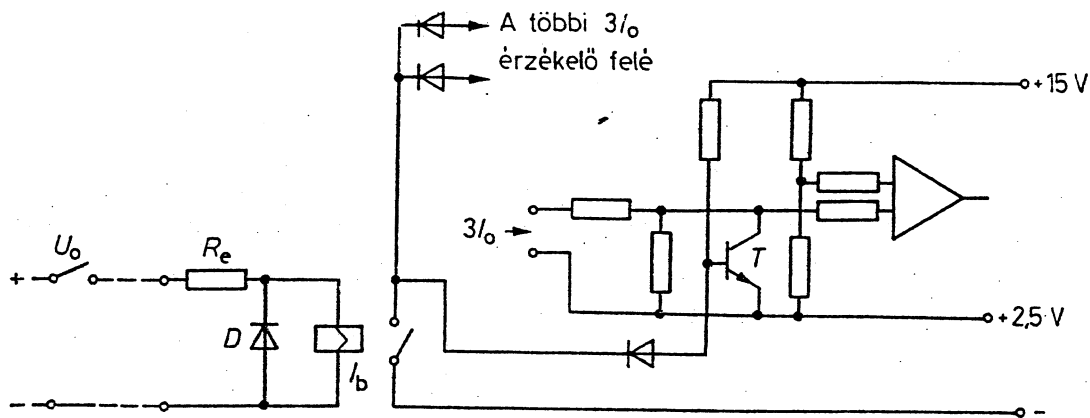 A többi 3I₀
érzékelő felé
+15 V
3I₀
T
U₀
Rₑ
+
+2,5 V
D
I_b
-
-